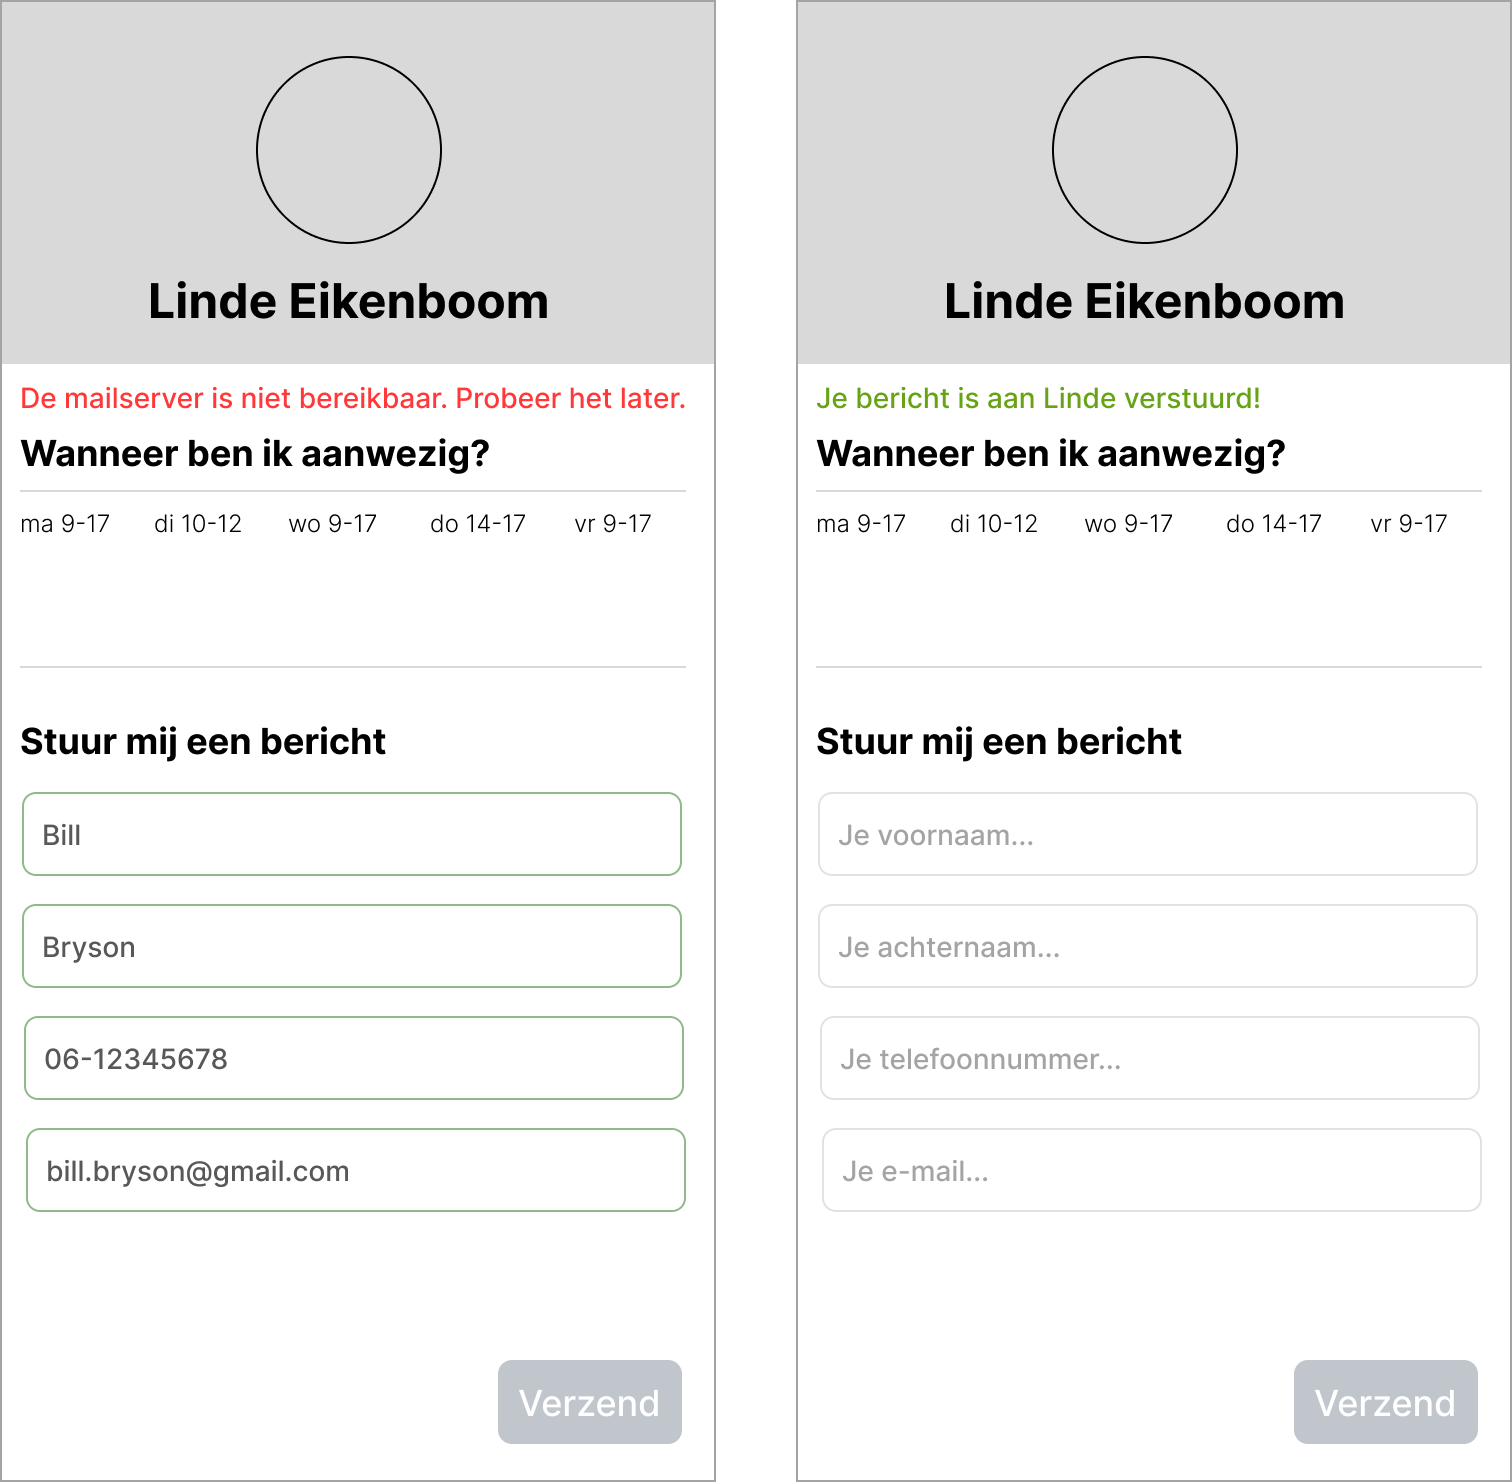 Linde Eikenboom
De mailserver is niet bereikbaar. Probeer het later.
Wanneer ben ik aanwezig?
ma 9-17 di 10-12 wo 9-17 do 14-17 vr 9-17
Stuur mij een bericht
Bill
Bryson
06-12345678
bill.bryson@gmail.com
Verzend
Linde Eikenboom
Je bericht is aan Linde verstuurd!
Wanneer ben ik aanwezig?
ma 9-17 di 10-12 wo 9-17 do 14-17 vr 9-17
Stuur mij een bericht
Je voornaam...
Je achternaam...
Je telefoonnummer...
Je e-mail...
Verzend